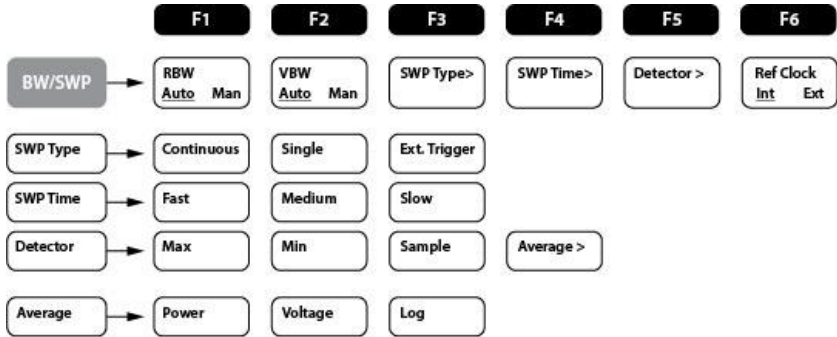 F1 F2 F3 F4 F5 F6
BW/SWP RBW VBW SWP Type> SWP Time> Detector > Ref Clock
Auto Man Auto Man Int Ext
SWP Type Continuous Single Ext. Trigger
SWP Time Fast Medium Slow
Detector Max Min Sample Average >
Average Power Voltage Log